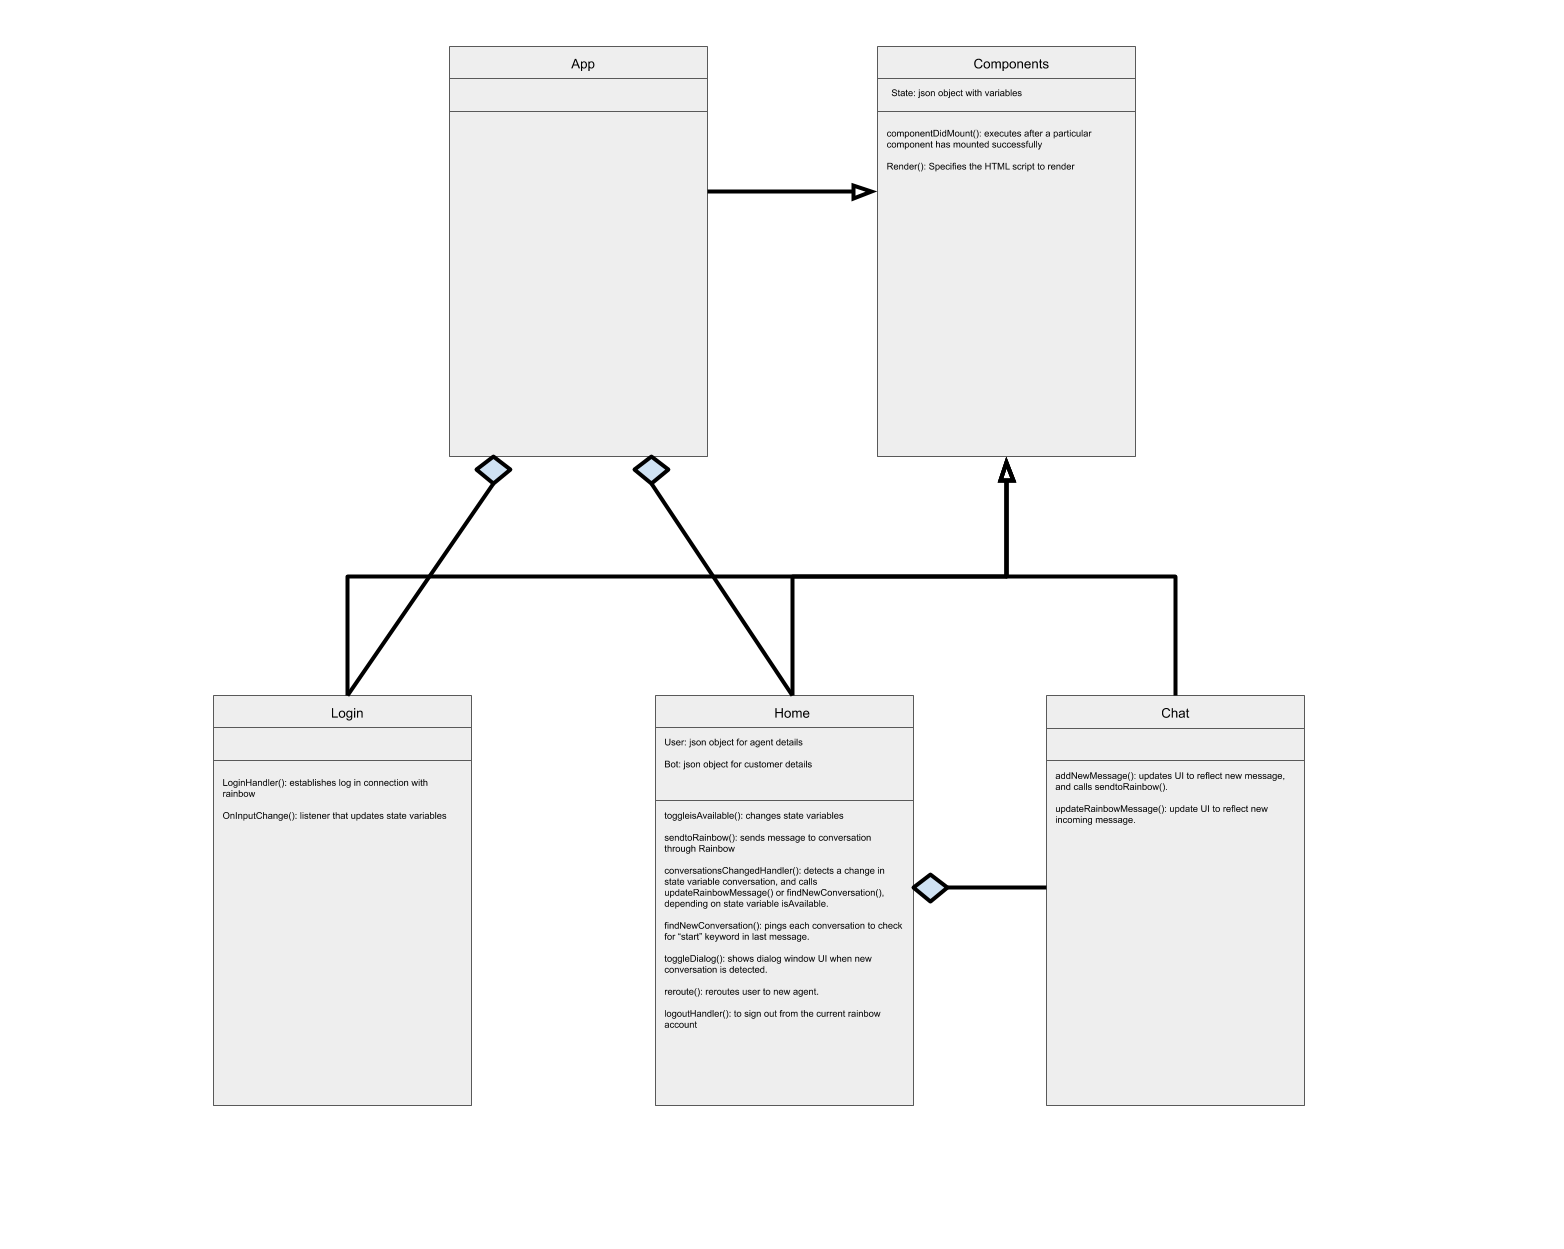 App
Components
State: json object with variables
componentDidMount(): executes after a particular
component has mounted successfully
Render(): Specifies the HTML script to render
Login
LoginHandler(): establishes log in connection with
rainbow
OnInputChange(): listener that updates state variables
Home
User: json object for agent details
Bot: json object for customer details
toggleisAvailable(): changes state variables
sendtoRainbow(): sends message to conversation
through Rainbow
conversationsChangedHandler(): detects a change in
state variable conversation, and calls
updateRainbowMessage() or findNewConversation(),
depending on state variable isAvailable.
findNewConversation(): pings each conversation to check
for “start” keyword in last message.
toggleDialog(): shows dialog window UI when new
conversation is detected.
reroute(): reroutes user to new agent.
logoutHandler(): to sign out from the current rainbow
account
Chat
addNewMessage(): updates UI to reflect new message,
and calls sendtoRainbow().
updateRainbowMessage(): update UI to reflect new
incoming message.